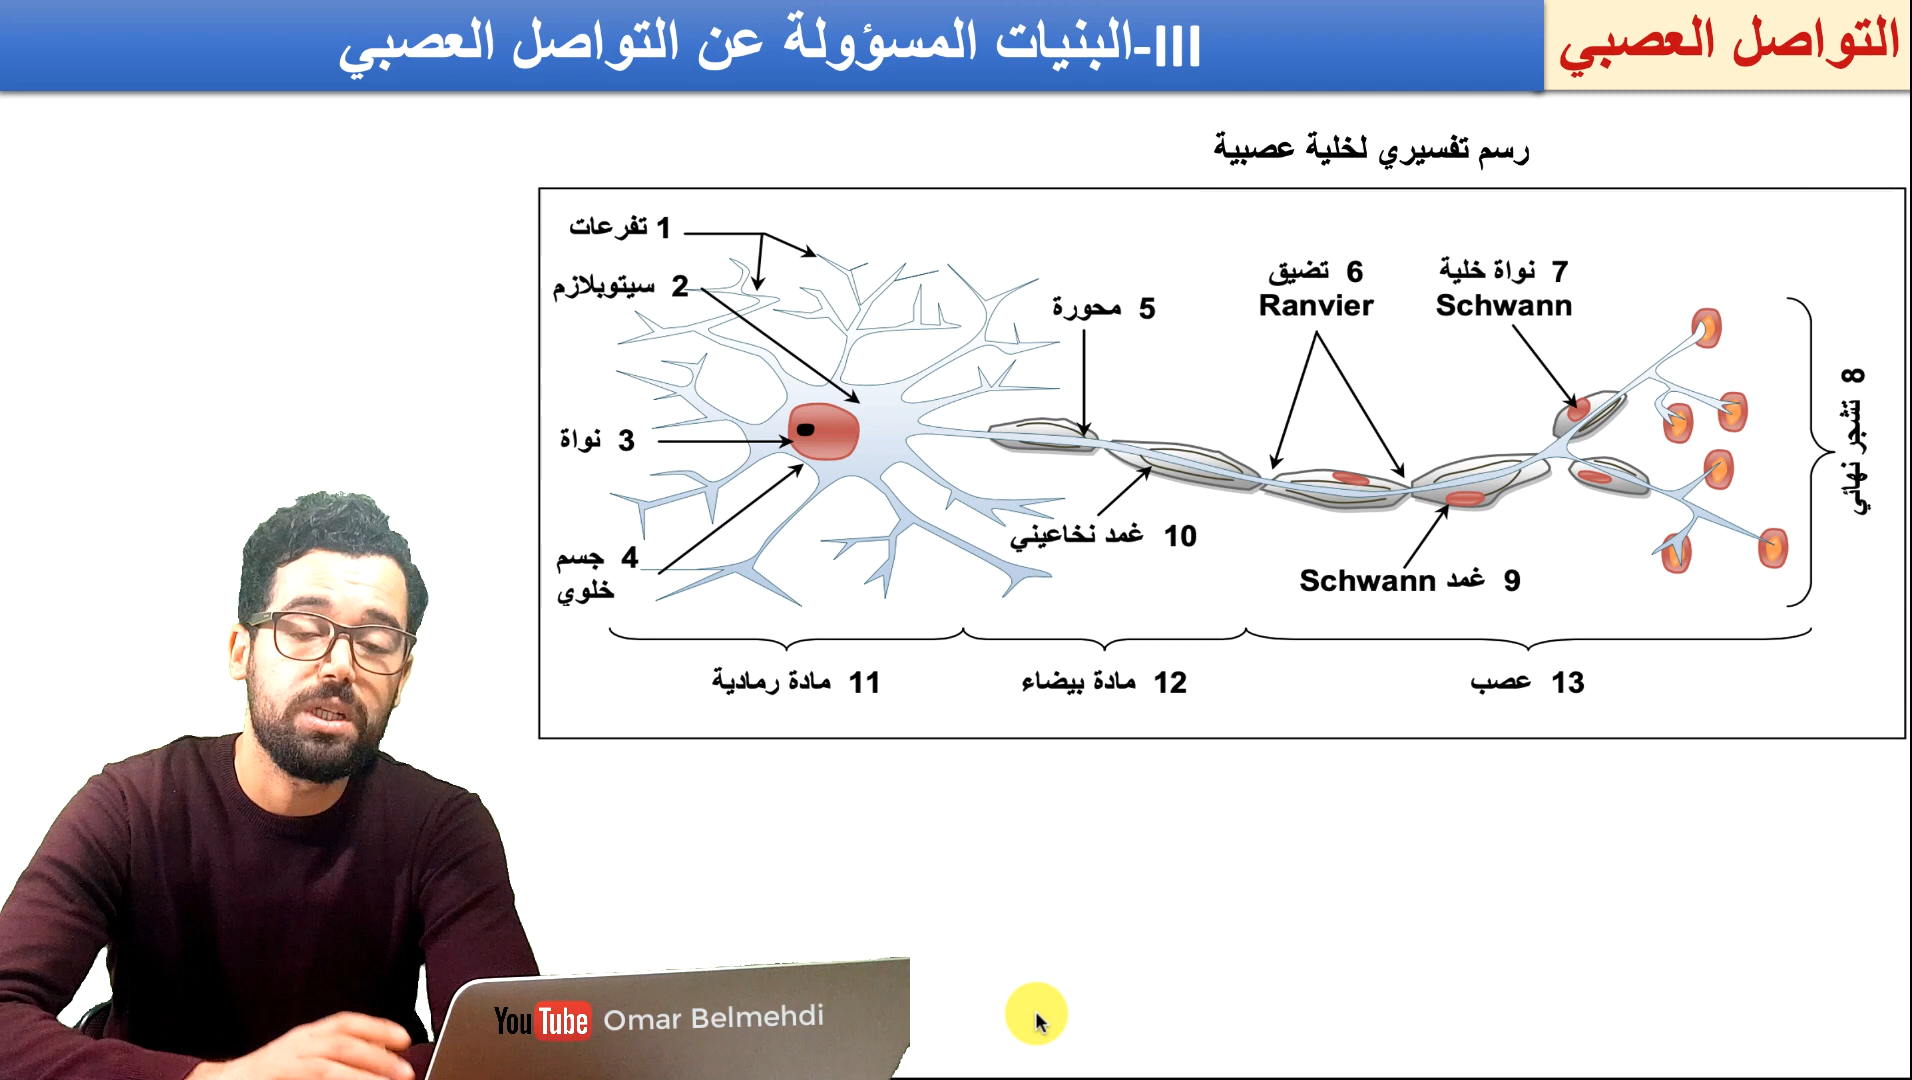 التواصل العصبي
III-البنيات المسؤولة عن التواصل العصبي
رسم تفسيري لخلية عصبية
1 تفرعات
2 سيتوبلازم
3 نواة
4 جسم
خلوي
5 محورة
6 تضيق
Ranvier
7 نواة خلية
Schwann
8 تشجر نهائي
9 غمد Schwann
10 غمد نخاعيني
11 مادة رمادية
12 مادة بيضاء
13 عصب
YouTube Omar Belmehdi